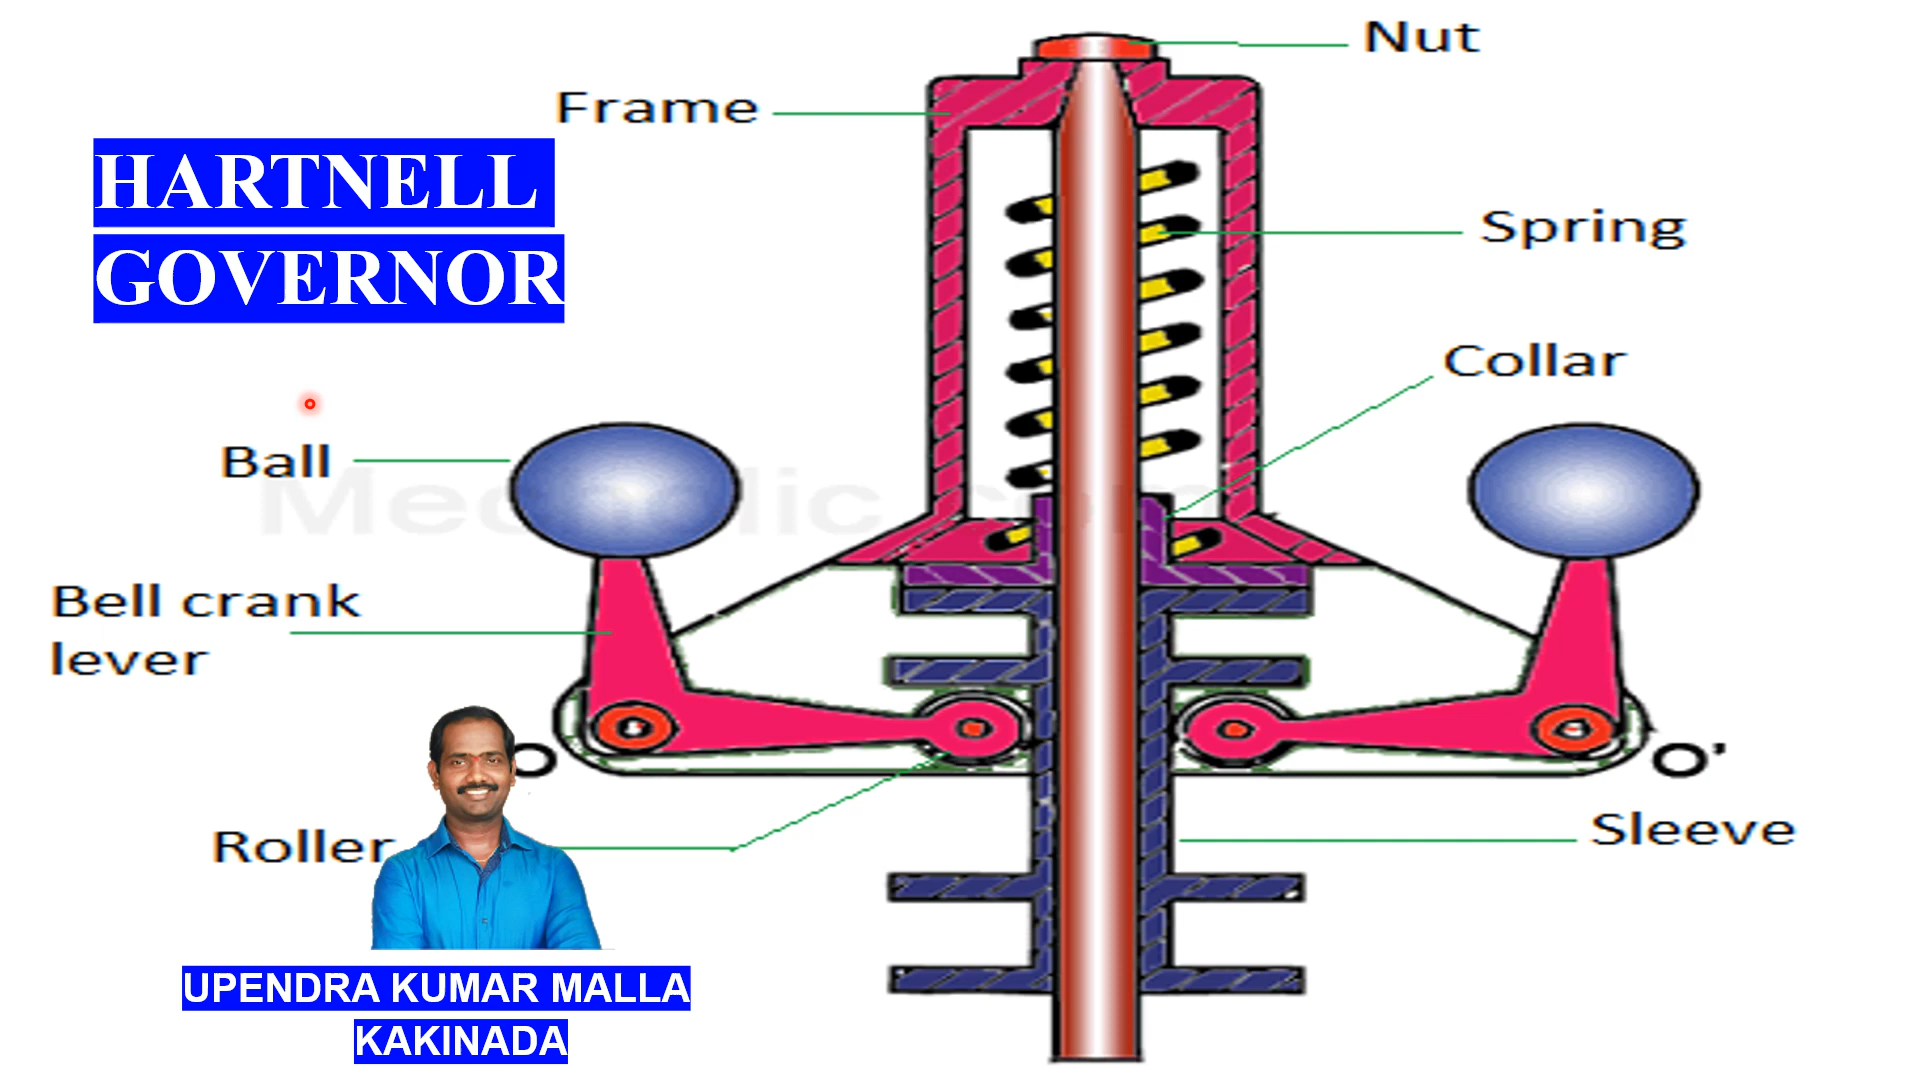 Nut
Frame
HARTNELL
GOVERNOR
Spring
Collar
Ball
Bell crank
lever
O
O’
Roller
Sleeve
UPENDRA KUMAR MALLA
KAKINADA